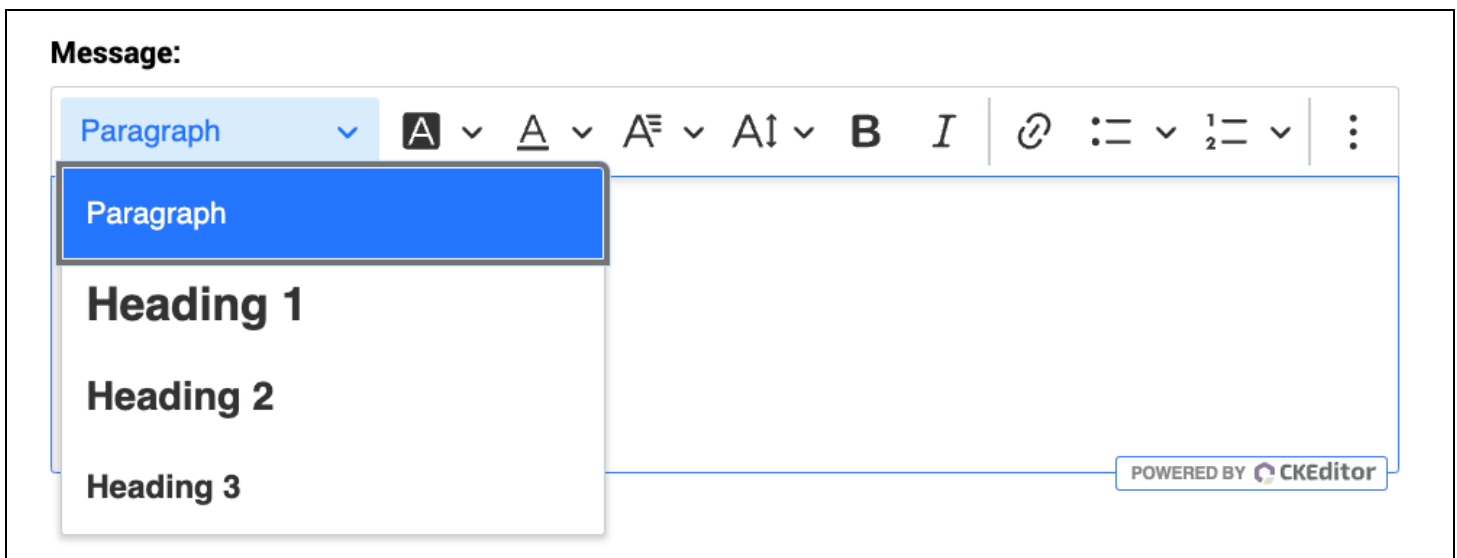 Message:
Paragraph
Paragraph
Heading 1
Heading 2
Heading 3
POWERED BY CKEditor